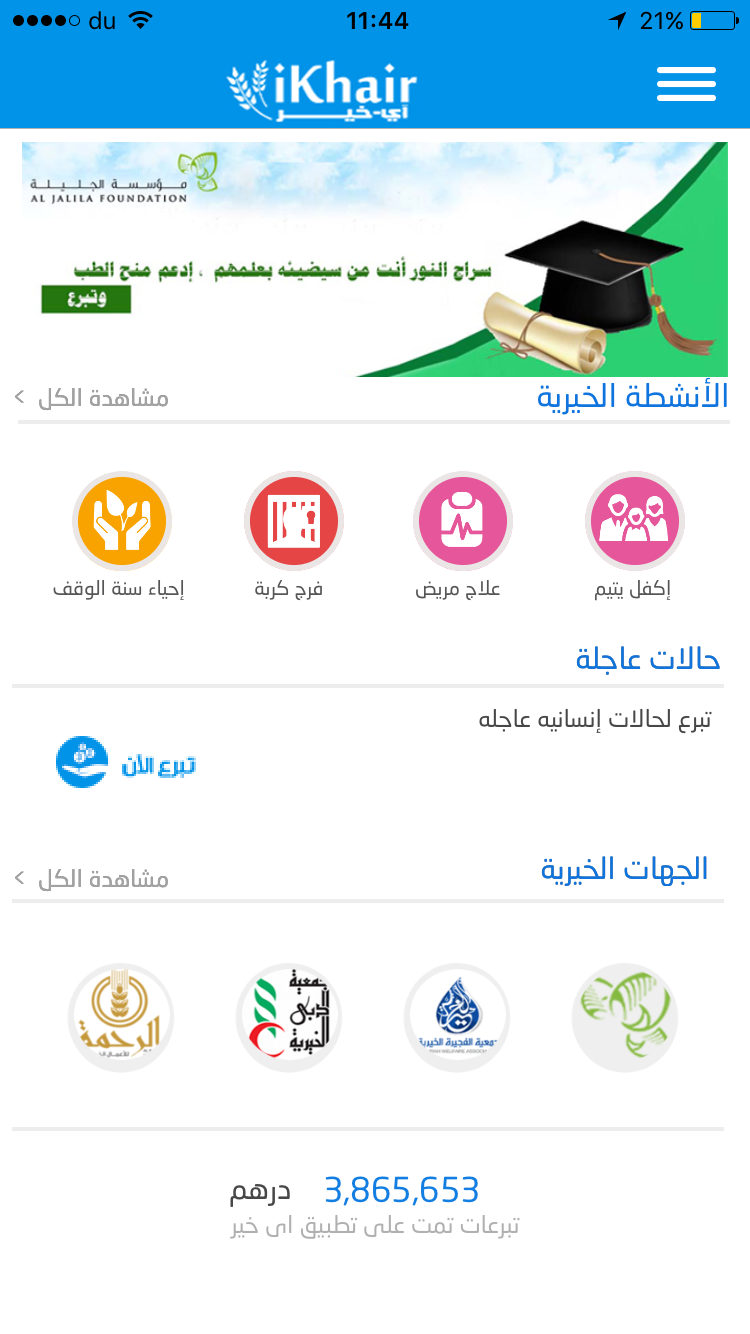 du 11:44 21%
iKhair
آي-خير
مؤسسة الجليلة
AL JALILA FOUNDATION
سراج النور أنت من سيضيئه بعلمهم ، إدعم منح الطب
وتبرع
الأنشطة الخيرية
مشاهدة الكل >
إكفل يتيم
علاج مريض
فرج كربة
إحياء سنة الوقف
حالات عاجلة
تبرع لحالات إنسانيه عاجله
تبرع الأن
الجهات الخيرية
مشاهدة الكل >
جمعية الفجيرة الخيرية
جمعية
دبي
الخيرية
الرحمة
للأعمال
3,865,653 درهم
تبرعات تمت على تطبيق اى خير